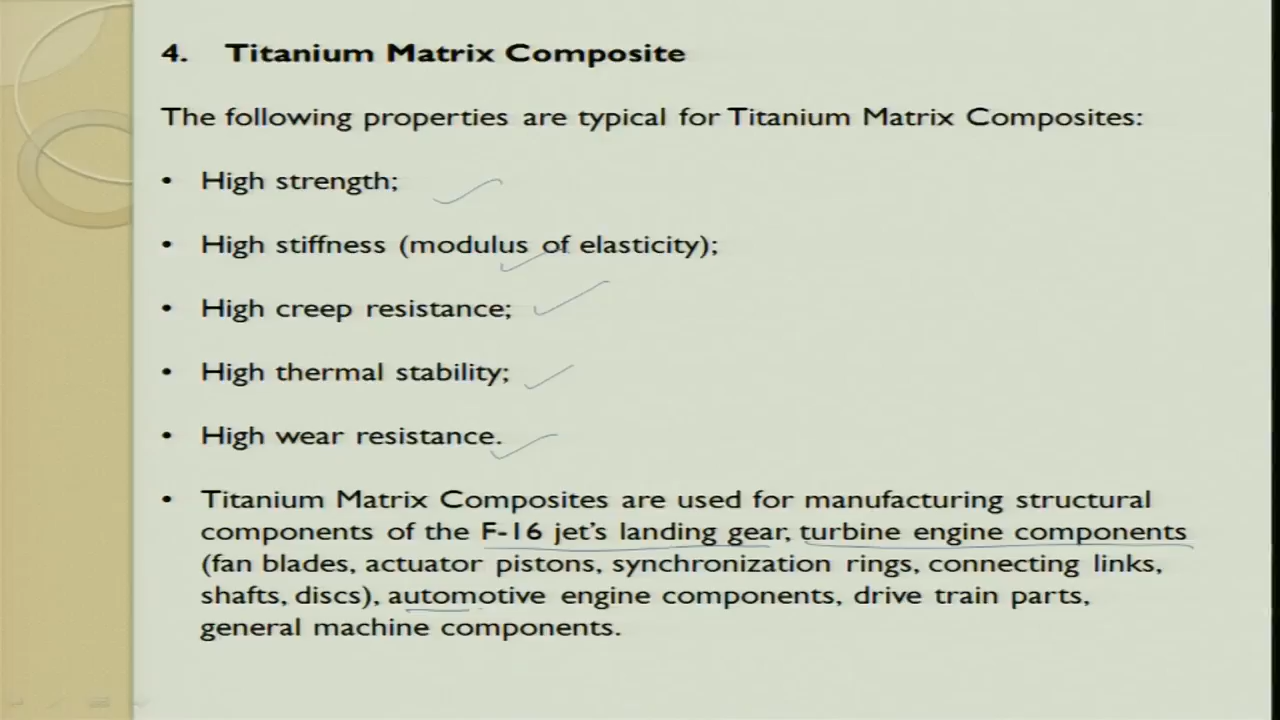 4. Titanium Matrix Composite
The following properties are typical for Titanium Matrix Composites:
• High strength;
• High stiffness (modulus of elasticity);
• High creep resistance;
• High thermal stability;
• High wear resistance.
• Titanium Matrix Composites are used for manufacturing structural
components of the F-16 jet's landing gear, turbine engine components
(fan blades, actuator pistons, synchronization rings, connecting links,
shafts, discs), automotive engine components, drive train parts,
general machine components.